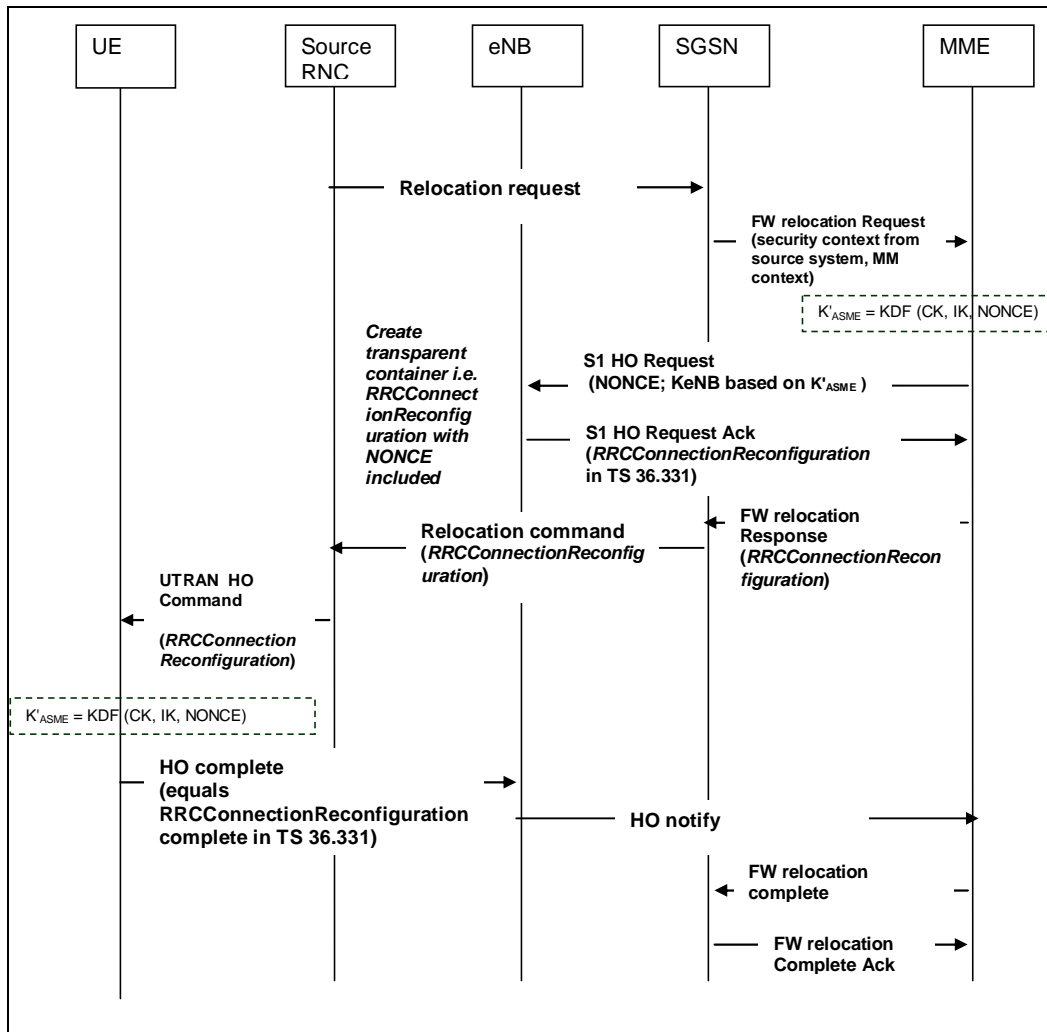 UE
Source
RNC
eNB
SGSN
MME
Relocation request
FW relocation Request
(security context from
source system, MM
context)
K'ASME = KDF (CK, IK, NONCE)
Create
transparent
container i.e.
RRCConnect
ionReconfig
uration with
NONCE
included
S1 HO Request
(NONCE; KeNB based on K'ASME )
S1 HO Request Ack
(RRCConnectionReconfiguration
in TS 36.331)
FW relocation
Response
(RRCConnectionRecon
figuration)
Relocation command
(RRCConnectionReconfig
uration)
UTRAN HO
Command
(RRCConnection
Reconfiguration)
K'ASME = KDF (CK, IK, NONCE)
HO complete
(equals
RRCConnectionReconfiguration
complete in TS 36.331)
HO notify
FW relocation
complete
FW relocation
Complete Ack